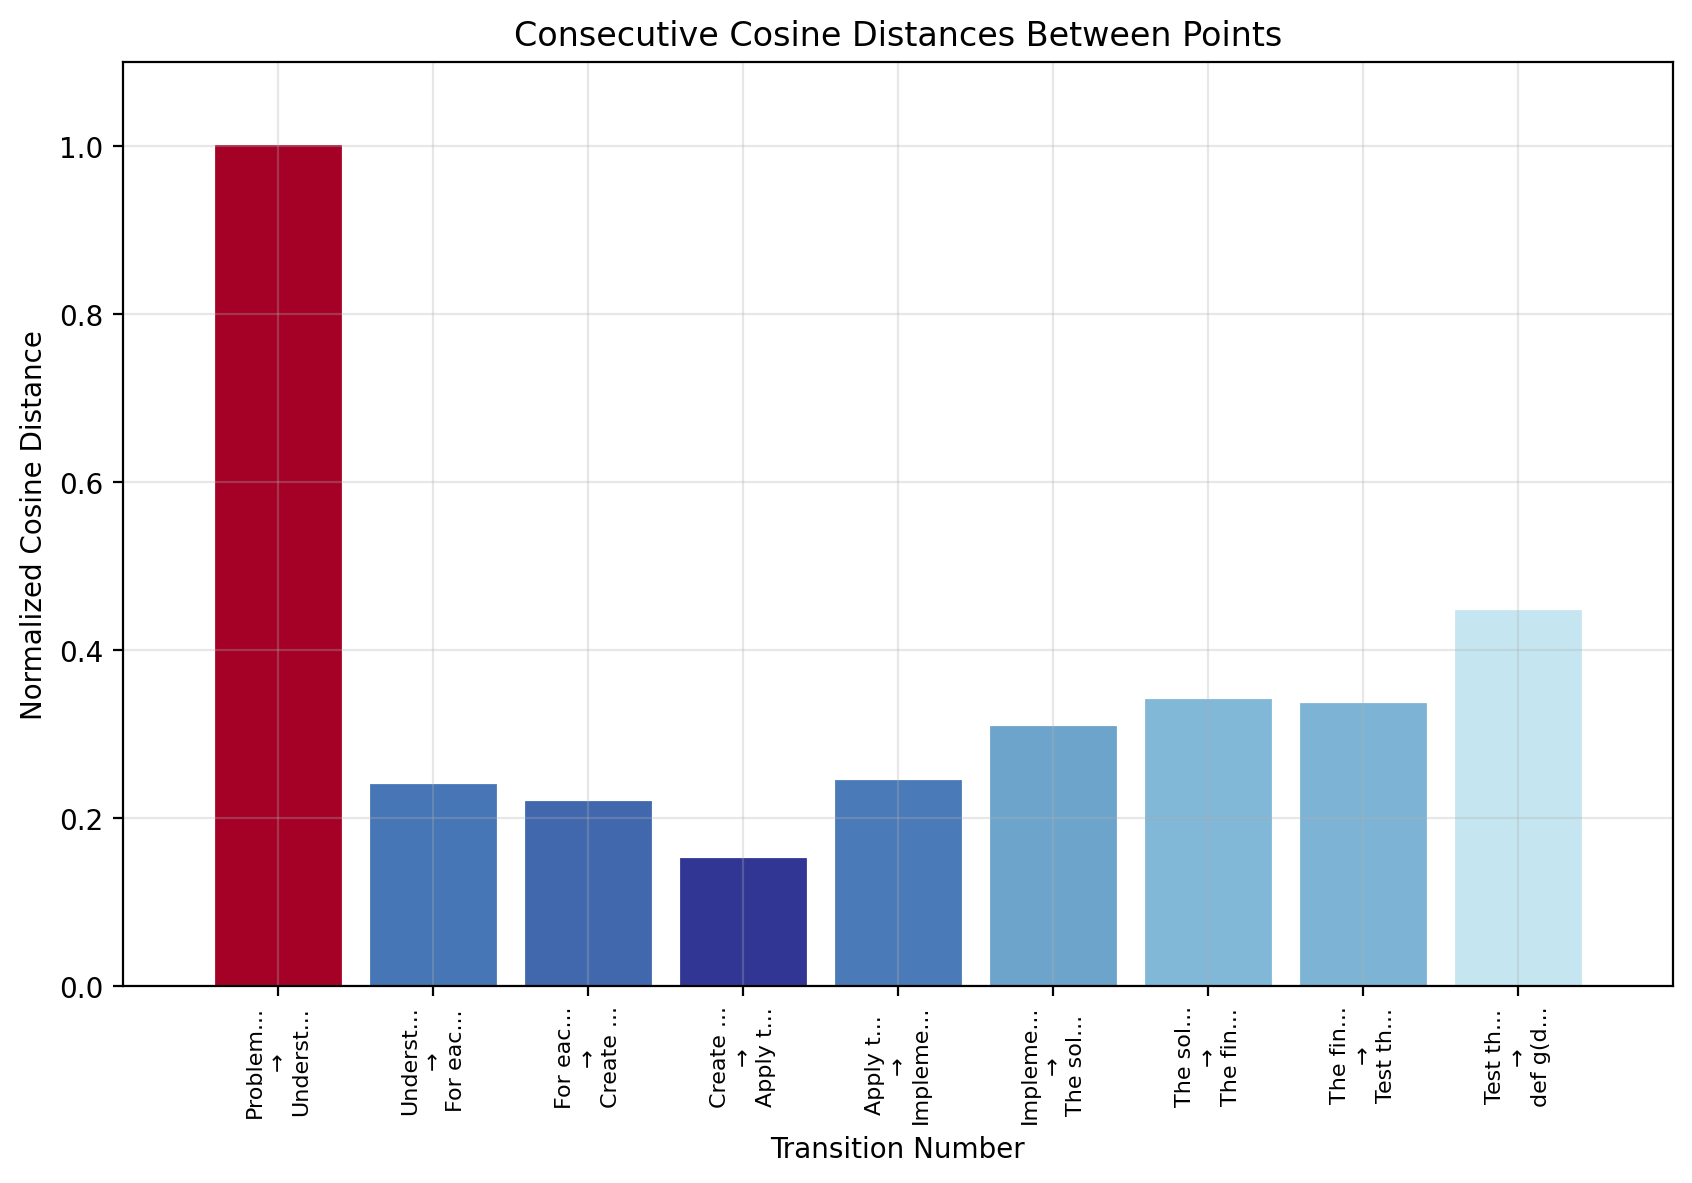 Consecutive Cosine Distances Between Points
Normalized Cosine Distance
1.0
0.8
0.6
0.4
0.2
0.0
Problem...
→
Underst...
Underst...
→
For eac...
For eac...
→
Create ...
Create ...
→
Apply t...
Apply t...
→
Impleme...
Impleme...
→
The sol...
The sol...
→
The fin...
The fin...
→
Test th...
Test th...
→
def g(d...
Transition Number